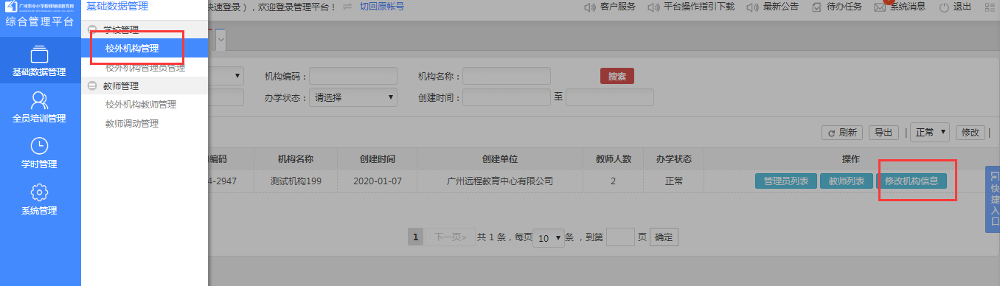 广州市中小学教师继续教育网
综合管理平台
基础数据管理
全员培训管理
学时管理
系统管理
基础数据管理
学校管理
校外机构管理
校外机构管理员管理
教师管理
校外机构教师管理
教师调动管理
快速登录），欢迎登录管理平台！ 切回原帐号
客户服务 平台操作指引下载 最新公告 待办任务 系统消息 退出
机构编码： 机构名称： 搜索
办学状态： 请选择 创建时间： 至
刷新 导出 | 正常 修改 |
编码 机构名称 创建时间 创建单位 教师人数 办学状态 操作
4-2947 测试机构199 2020-01-07 广州远程教育中心有限公司 2 正常 管理员列表 教师列表 修改机构信息
1 下一页> 共 1 条，每页 10 条 ，到第 页 确定
快捷入口